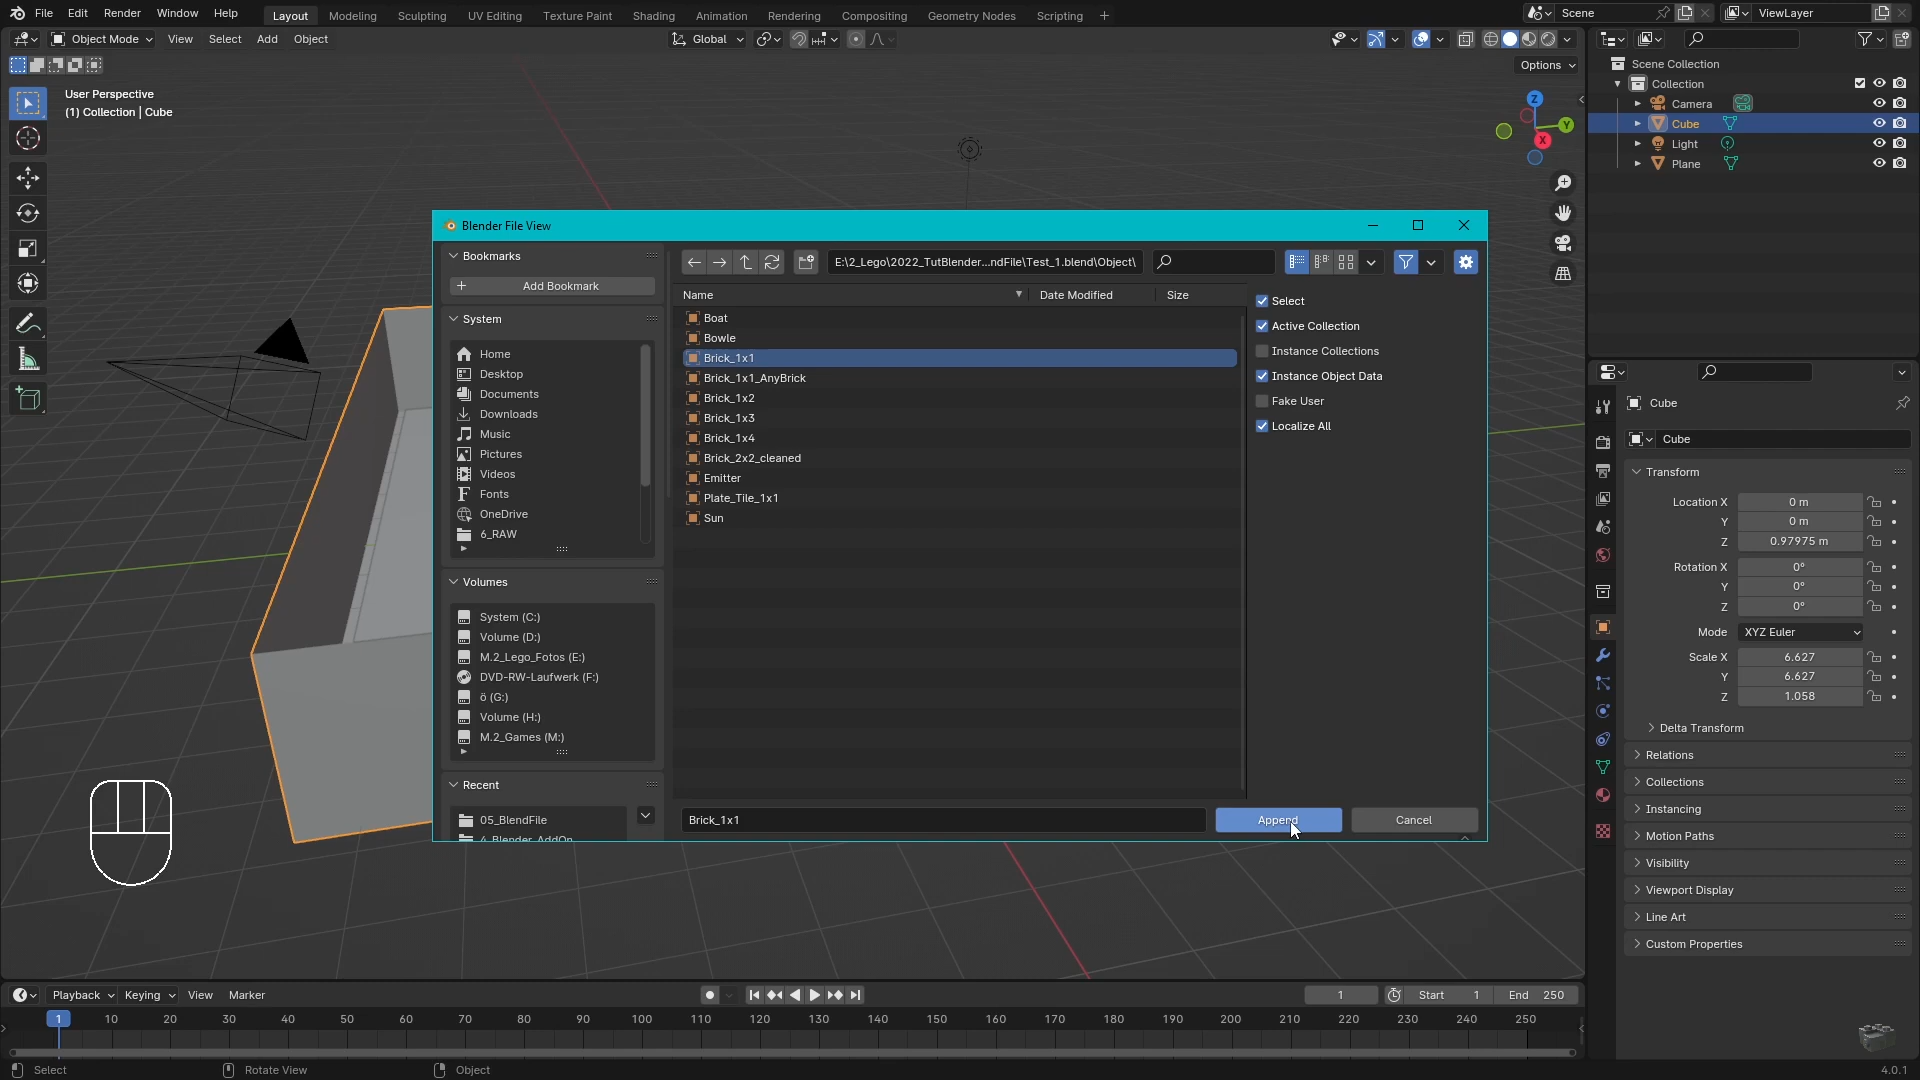 File Edit Render Window Help Layout Modeling Sculpting UV Editing Texture Paint Shading Animation Rendering Compositing Geometry Nodes Scripting + Scene ViewLayer
Object Mode View Select Add Object Global
Options
User Perspective
(1) Collection | Cube
Z
Y
X
Scene Collection
Collection
Camera
Cube
Light
Plane
Blender File View
Bookmarks
Add Bookmark
System
Home
Desktop
Documents
Downloads
Music
Pictures
Videos
Fonts
OneDrive
6_RAW
Volumes
System (C:)
Volume (D:)
M.2_Lego_Fotos (E:)
DVD-RW-Laufwerk (F:)
ö (G:)
Volume (H:)
M.2_Games (M:)
Recent
05_BlendFile
4_Blender_AddOn
E:\2_Lego\2022_TutBlender...ndFile\Test_1.blend\Object\
Name Date Modified Size
Boat
Bowle
Brick_1x1
Brick_1x1_AnyBrick
Brick_1x2
Brick_1x3
Brick_1x4
Brick_2x2_cleaned
Emitter
Plate_Tile_1x1
Sun
Select
Active Collection
Instance Collections
Instance Object Data
Fake User
Localize All
Brick_1x1 Append Cancel
Cube
Cube
Transform
Location X 0 m
Y 0 m
Z 0.97975 m
Rotation X 0°
Y 0°
Z 0°
Mode XYZ Euler
Scale X 6.627
Y 6.627
Z 1.058
Delta Transform
Relations
Collections
Instancing
Motion Paths
Visibility
Viewport Display
Line Art
Custom Properties
Playback Keying View Marker 1 Start 1 End 250
1 10 20 30 40 50 60 70 80 90 100 110 120 130 140 150 160 170 180 190 200 210 220 230 240 250
Select Rotate View Object 4.0.1